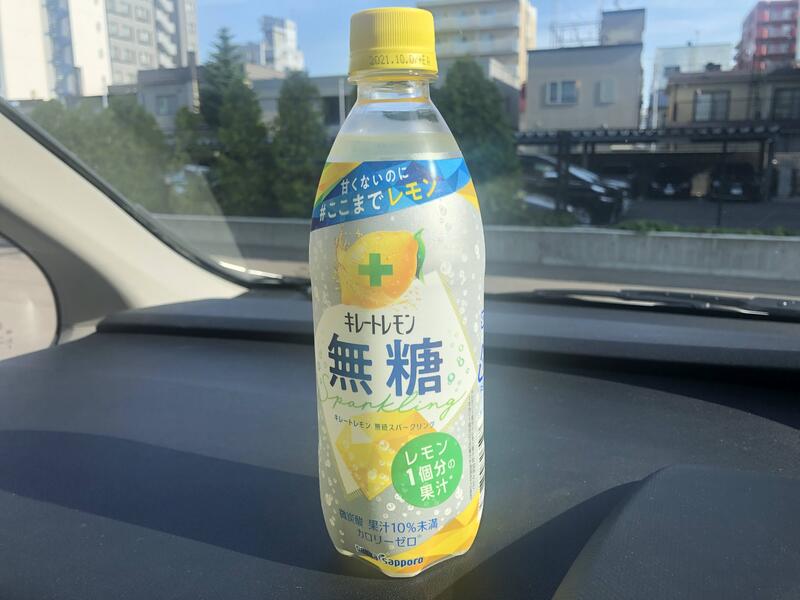 甘くないのに
#ここまでレモン
キレートレモン
無糖
Sparkling
キレートレモン 無糖スパークリング
レモン
1個分の
果汁
微炭酸 果汁10%未満
カロリーゼロ
Sapporo